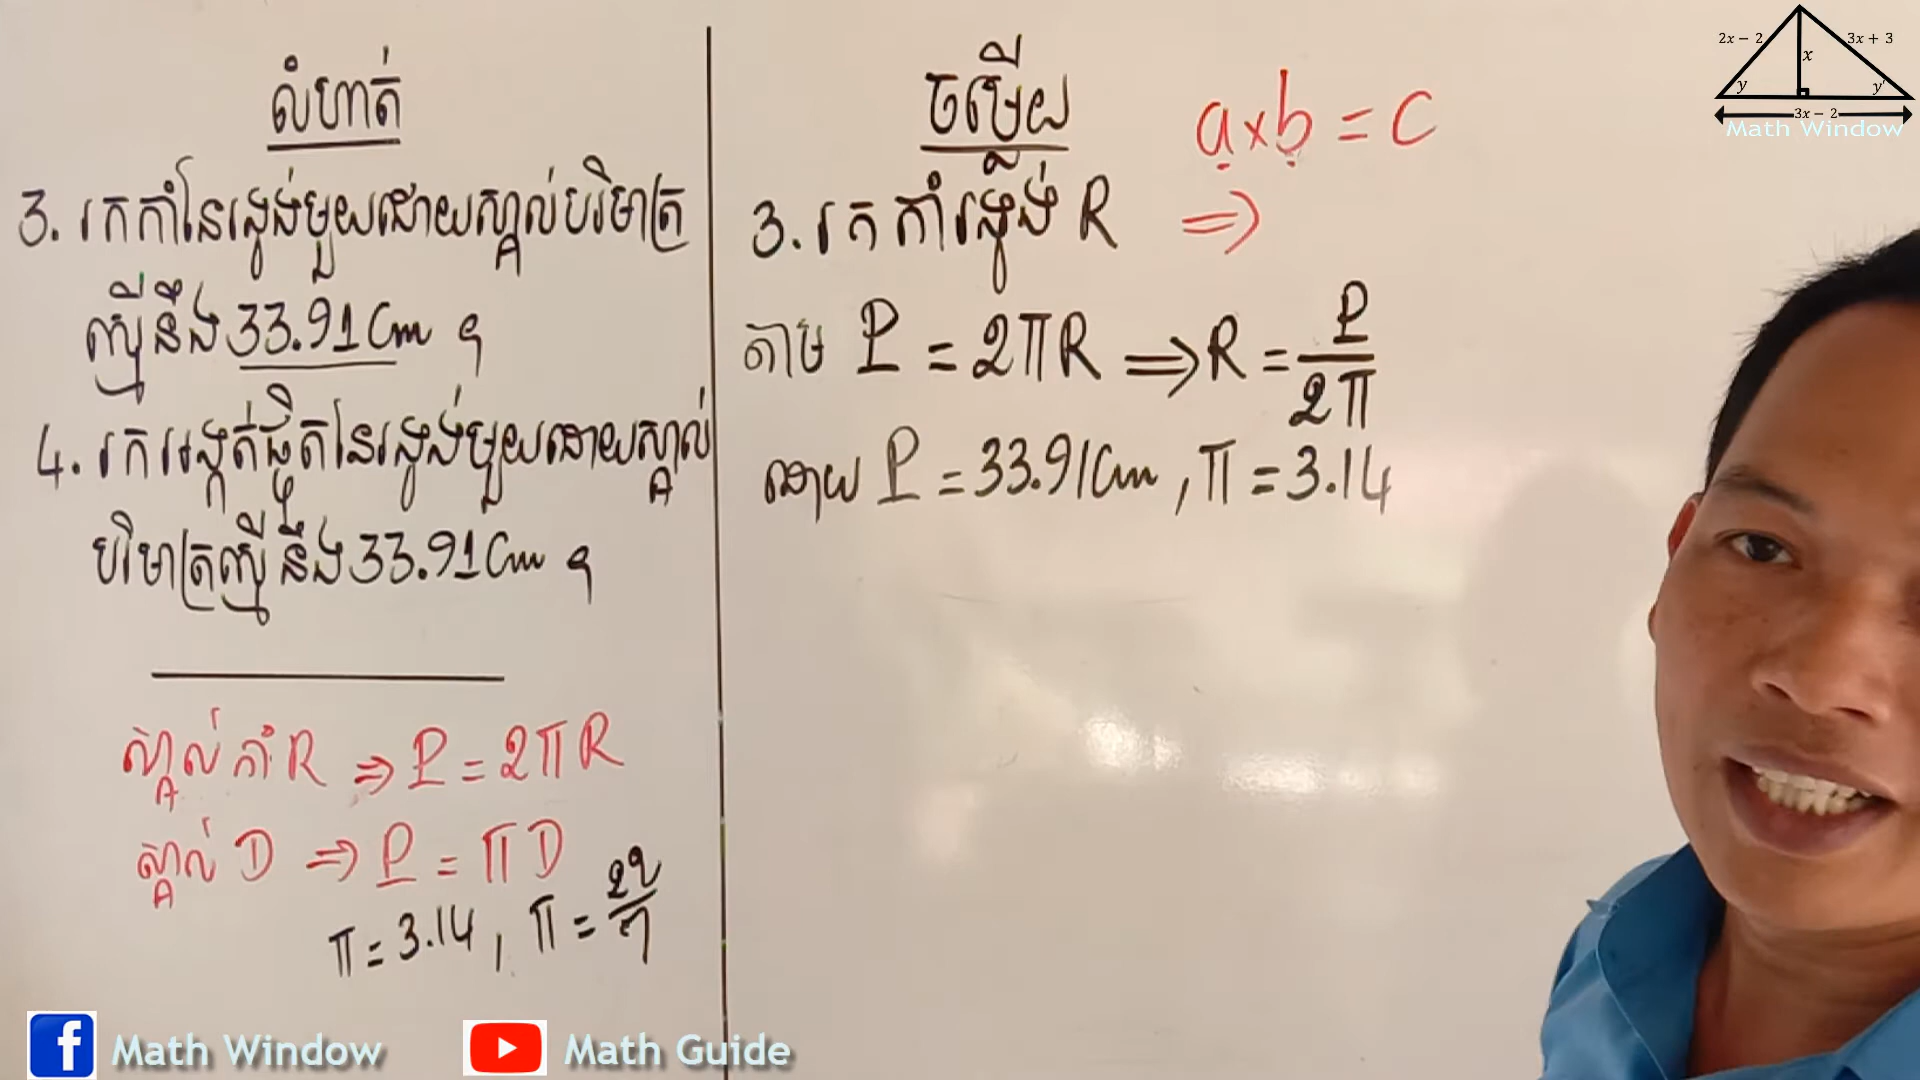 លំហាត់
3. រកកាំនៃរង្វង់មួយដោយស្គាល់បរិមាត្រ
ស្មើនឹង 33.91cm ។
4. រកអង្កត់ផ្ចិតនៃរង្វង់មួយដោយស្គាល់
បរិមាត្រស្មើនឹង 33.91cm ។
ស្គាល់កាំ R ⇒ P = 2πR
ស្គាល់ D ⇒ P = πD
π = 3.14 , π = 22/7
ចម្លើយ
a×b = c
3. រកកាំរង្វង់ R ⇒
តាម P = 2πR ⇒ R = P/2π
ដោយ P = 33.91cm , π = 3.14
2x − 2
x
3x + 3
y
y'
3x − 2
Math Window
Math Window
Math Guide